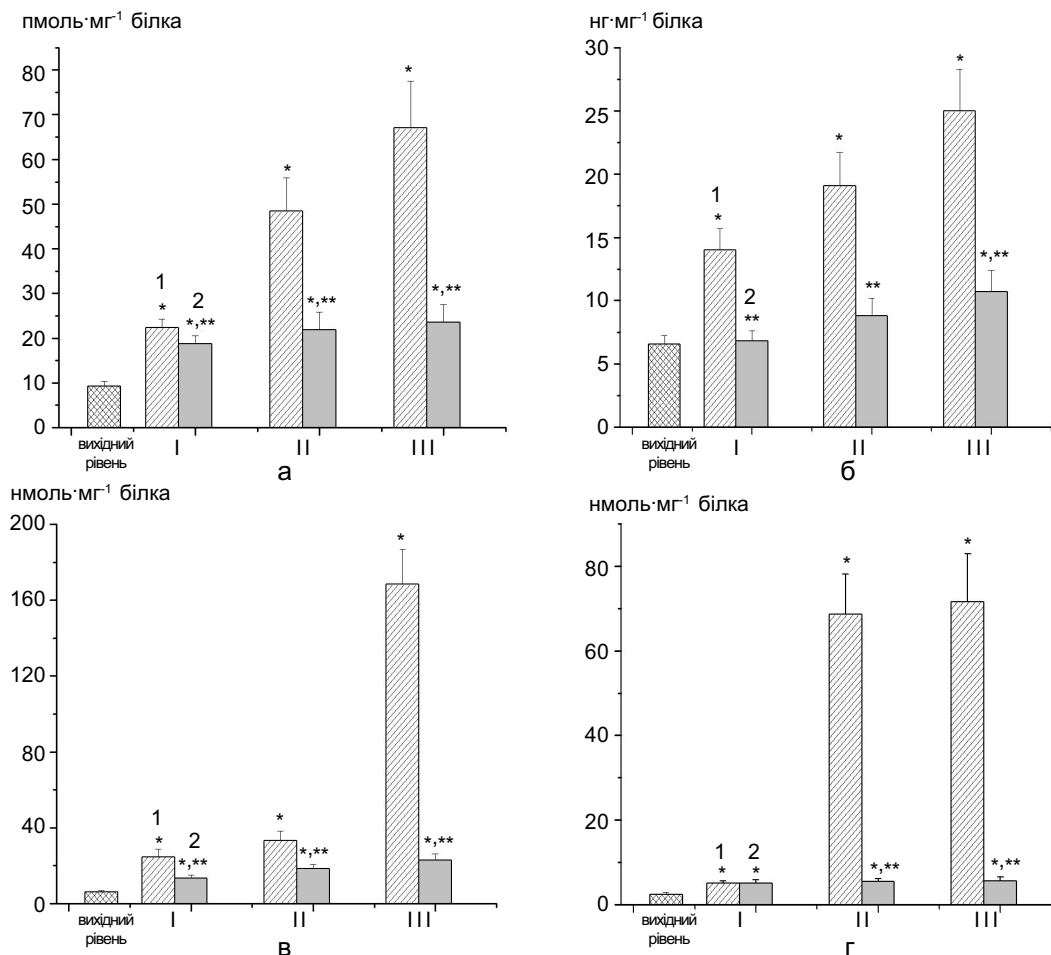 пмоль·мг⁻¹ білка
80
70
60
50
40
30
20
10
0
1
*
2
*,**
*
*,**
*
*,**
вихідний
рівень
I
II
III
а
нг·мг⁻¹ білка
30
25
20
15
10
5
0
1
*
2
**
*
**
*
*,**
вихідний
рівень
I
II
III
б
нмоль·мг⁻¹ білка
200
160
120
80
40
0
1
*
2
*,**
*
*,**
*
*,**
вихідний
рівень
I
II
III
в
нмоль·мг⁻¹ білка
80
60
40
20
0
1
*
2
*
*
*,**
*
*,**
вихідний
рівень
I
II
III
г